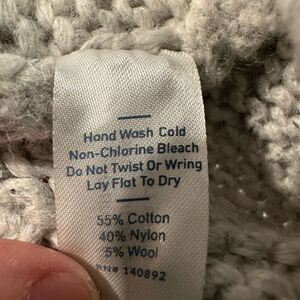 Hand Wash Cold
Non-Chlorine Bleach
Do Not Twist Or Wring
Lay Flat To Dry
55% Cotton
40% Nylon
5% Wool
RN# 140892